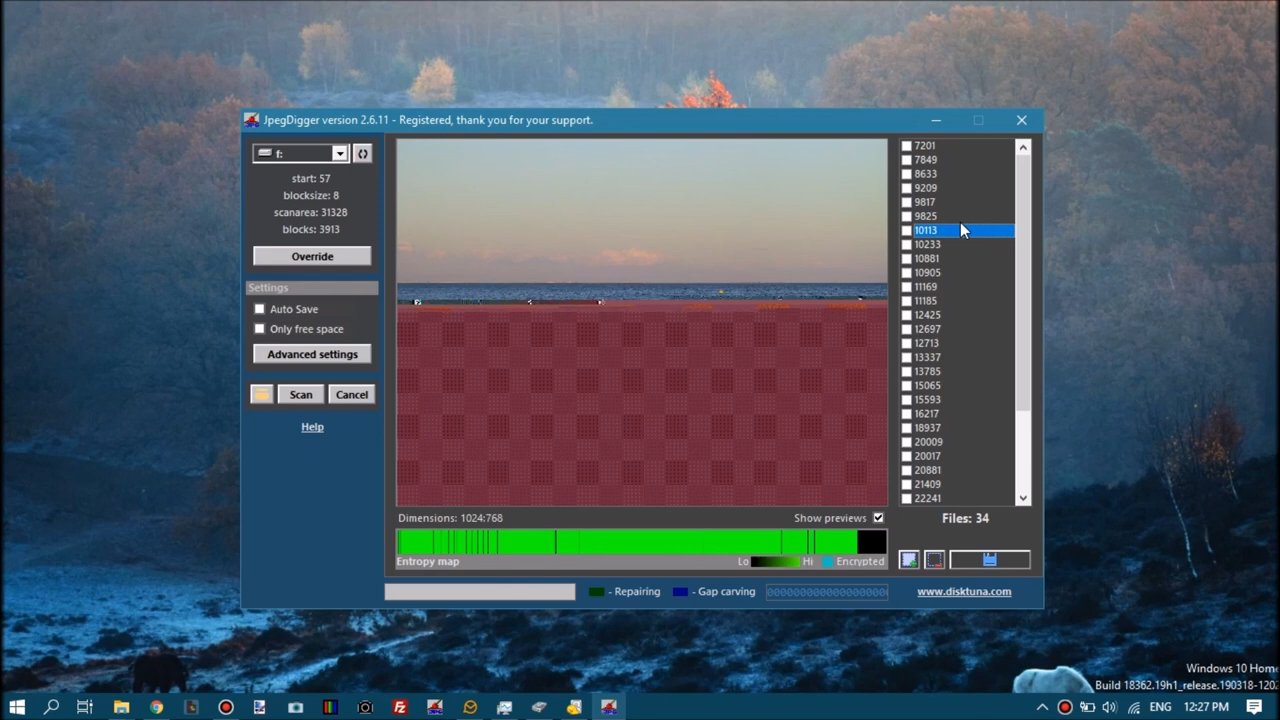 JpegDigger version 2.6.11 - Registered, thank you for your support.
f:
start: 57
blocksize: 8
scanarea: 31328
blocks: 3913
Override
Settings
Auto Save
Only free space
Advanced settings
Scan
Cancel
Help
7201
7849
8633
9209
9817
9825
10113
10233
10881
10905
11169
11185
12425
12697
12713
13337
13785
15065
15593
16217
18937
20009
20017
20881
21409
22241
Files: 34
Dimensions: 1024:768
Show previews
Entropy map
Lo
Hi
Encrypted
- Repairing
- Gap carving
www.disktuna.com
Windows 10 Hom
Build 18362.19h1_release.190318-120
ENG
12:27 PM